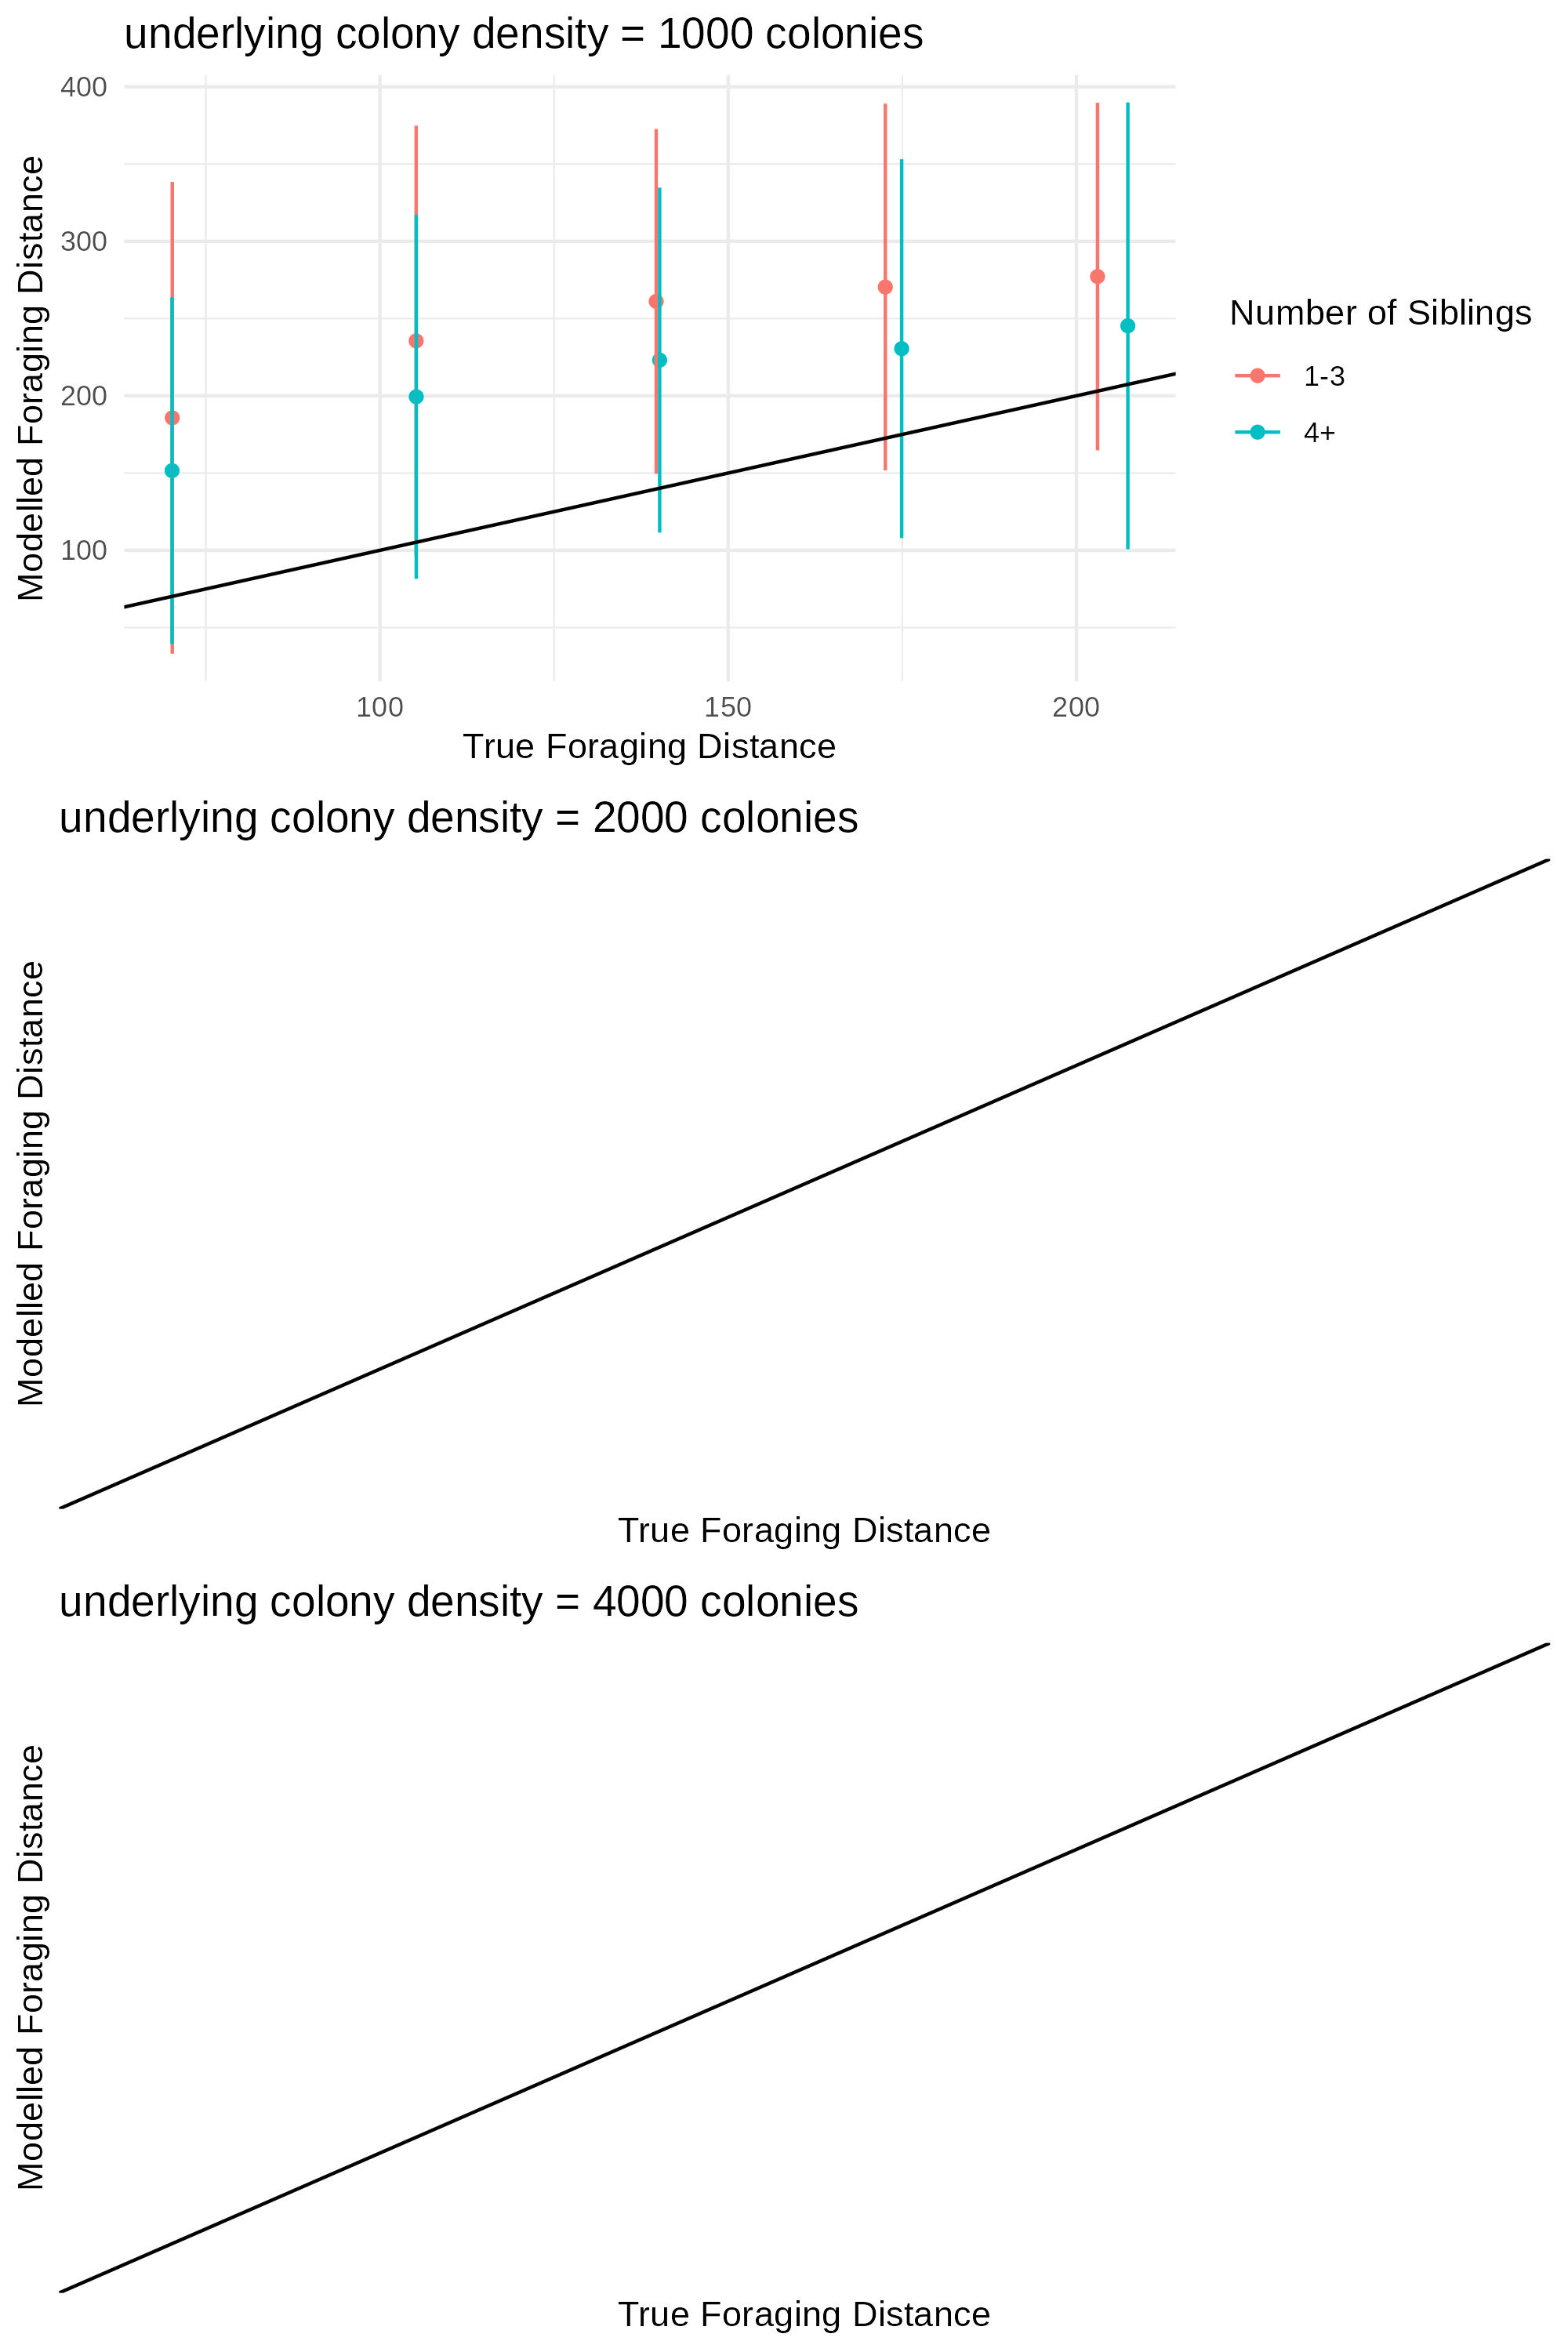 underlying colony density = 1000 colonies
400
300
200
100
Modelled Foraging Distance
100
150
200
True Foraging Distance
Number of Siblings
1-3
4+
underlying colony density = 2000 colonies
Modelled Foraging Distance
True Foraging Distance
underlying colony density = 4000 colonies
Modelled Foraging Distance
True Foraging Distance